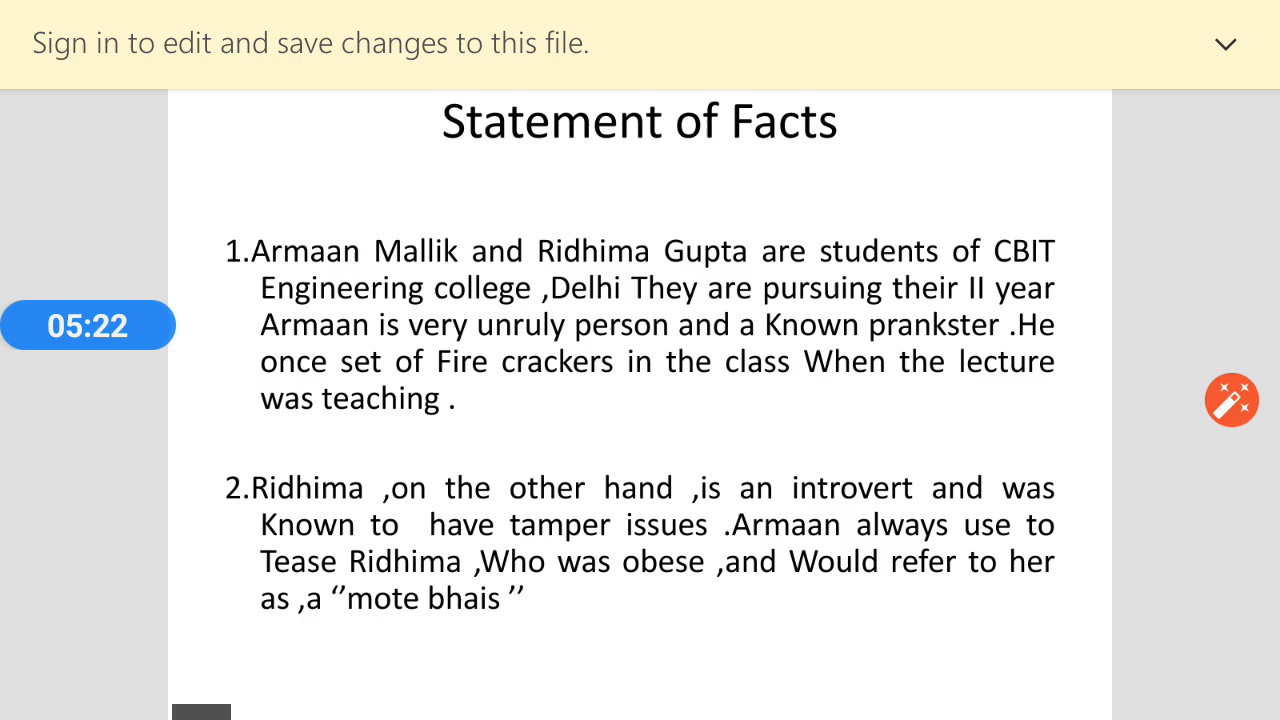 Sign in to edit and save changes to this file.
Statement of Facts
1.Armaan Mallik and Ridhima Gupta are students of CBIT
Engineering college ,Delhi They are pursuing their II year
05:22
Armaan is very unruly person and a Known prankster .He
once set of Fire crackers in the class When the lecture
was teaching .
2.Ridhima ,on the other hand ,is an introvert and was
Known to have tamper issues .Armaan always use to
Tease Ridhima ,Who was obese ,and Would refer to her
as ,a ‘’mote bhais ’’